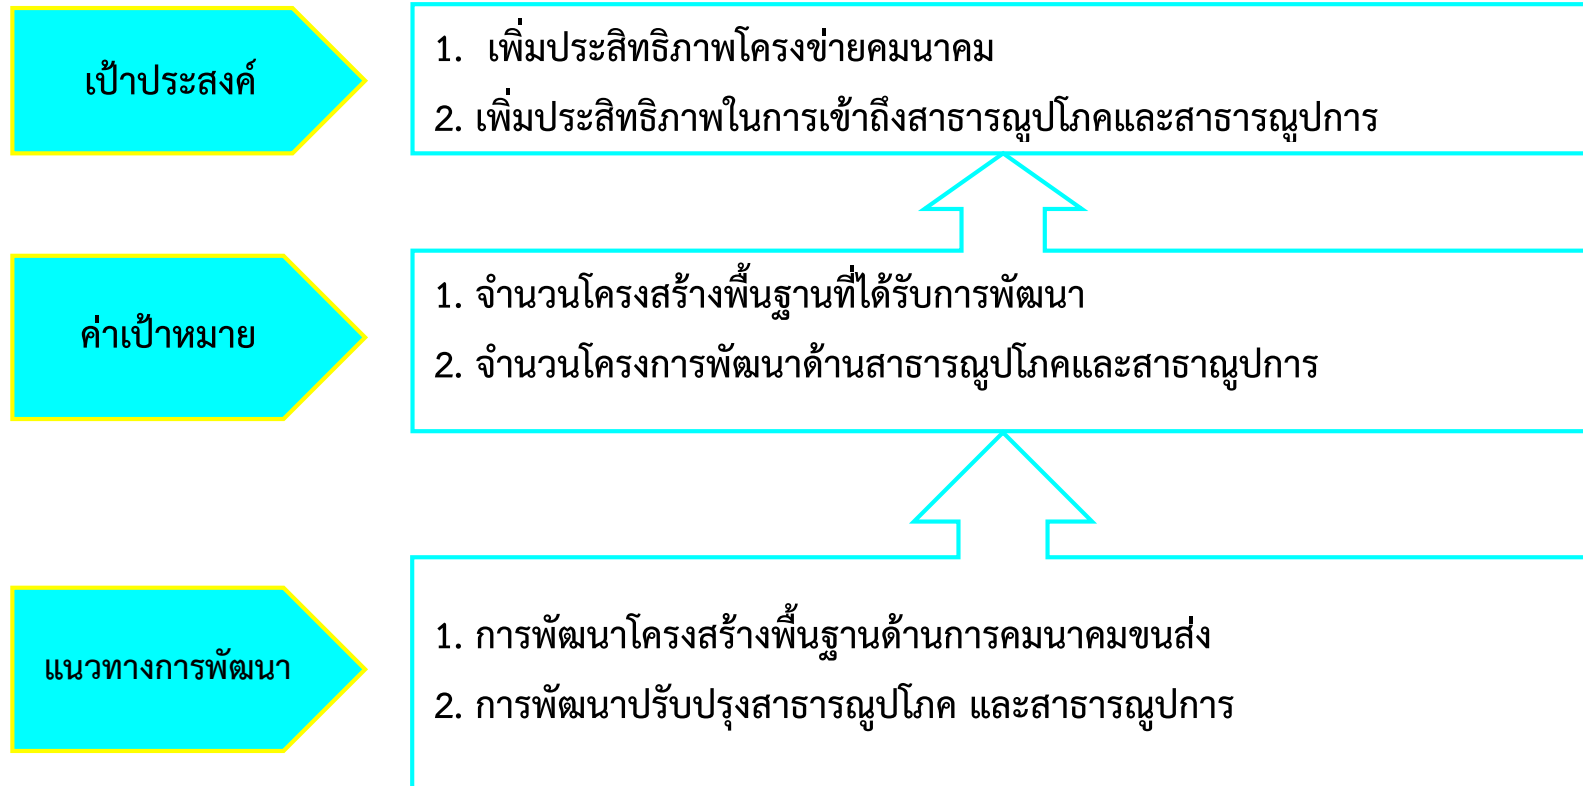 เป้าประสงค์
1. เพิ่มประสิทธิภาพโครงข่ายคมนาคม
2. เพิ่มประสิทธิภาพในการเข้าถึงสาธารณูปโภคและสาธารณูปการ
ค่าเป้าหมาย
1. จำนวนโครงสร้างพื้นฐานที่ได้รับการพัฒนา
2. จำนวนโครงการพัฒนาด้านสาธารณูปโภคและสาธาณูปการ
แนวทางการพัฒนา
1. การพัฒนาโครงสร้างพื้นฐานด้านการคมนาคมขนส่ง
2. การพัฒนาปรับปรุงสาธารณูปโภค และสาธารณูปการ